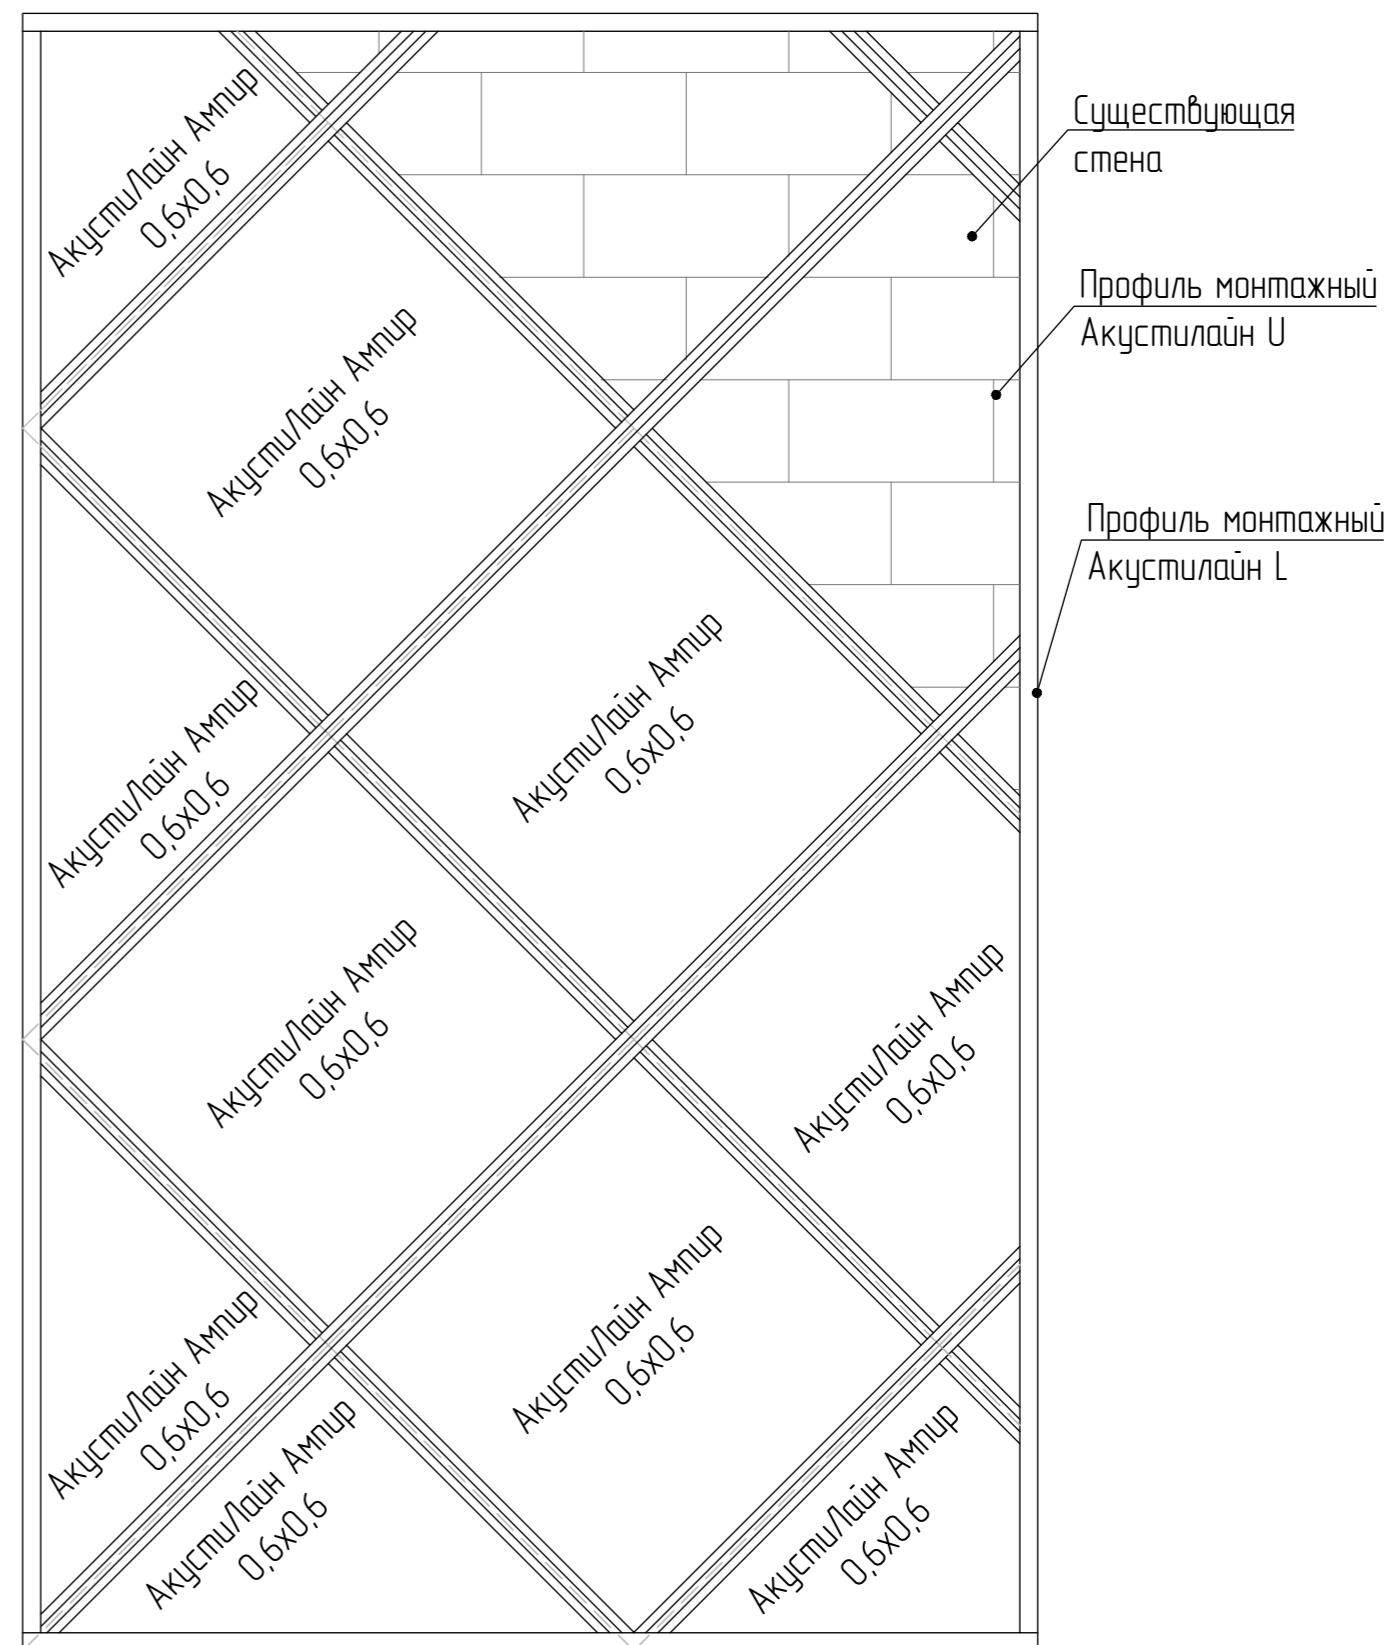 АкустиЛайн Ампир
0,6х0,6
Существующая
стена
Профиль монтажный
Акустилайн U
АкустиЛайн Ампир
0,6х0,6
Профиль монтажный
Акустилайн L
АкустиЛайн Ампир
0,6х0,6
АкустиЛайн Ампир
0,6х0,6
АкустиЛайн Ампир
0,6х0,6
АкустиЛайн Ампир
0,6х0,6
АкустиЛайн Ампир
0,6х0,6
АкустиЛайн Ампир
0,6х0,6
АкустиЛайн Ампир
0,6х0,6
АкустиЛайн Ампир
0,6х0,6